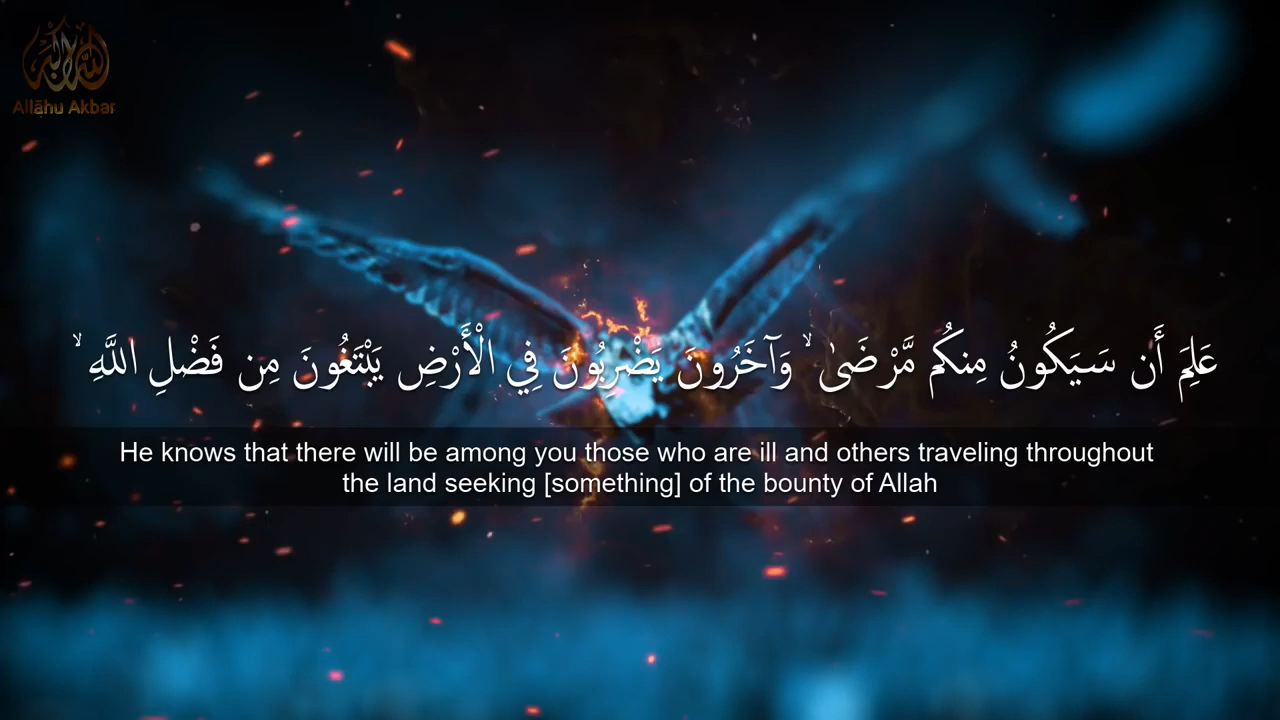 Allāhu Akbar
عَلِمَ أَن سَيَكُونُ مِنكُم مَّرْضَىٰ ۙ وَآخَرُونَ يَضْرِبُونَ فِي الْأَرْضِ يَبْتَغُونَ مِن فَضْلِ اللَّهِ ۙ
He knows that there will be among you those who are ill and others traveling throughout
the land seeking [something] of the bounty of Allah